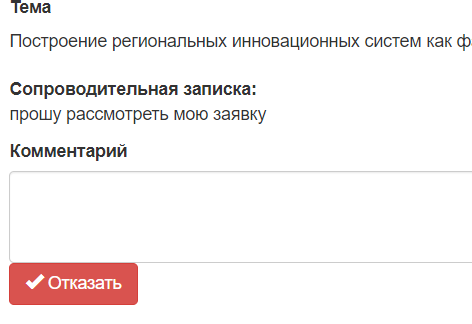 Тема
Построение региональных инновационных систем как
Сопроводительная записка:
прошу рассмотреть мою заявку
Комментарий
Отказать